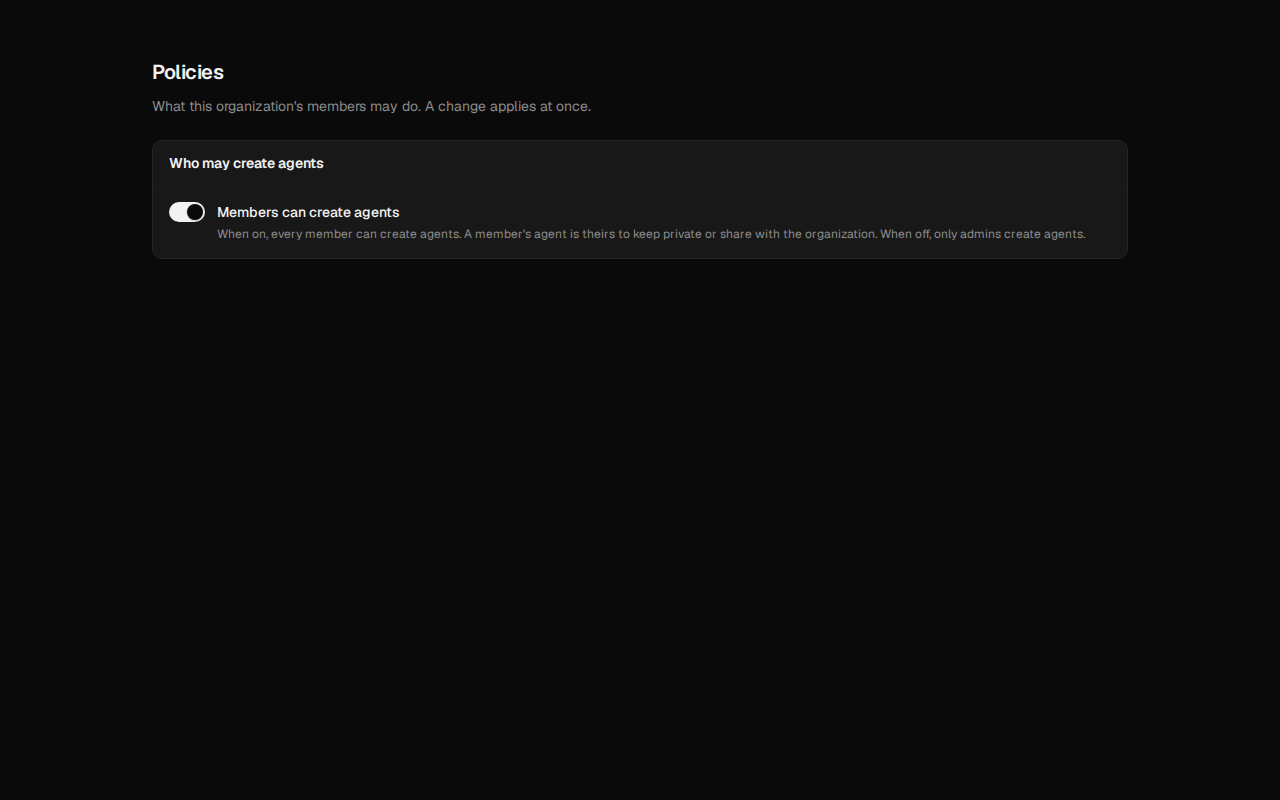 Policies
What this organization's members may do. A change applies at once.
Who may create agents
Members can create agents
When on, every member can create agents. A member's agent is theirs to keep private or share with the organization. When off, only admins create agents.